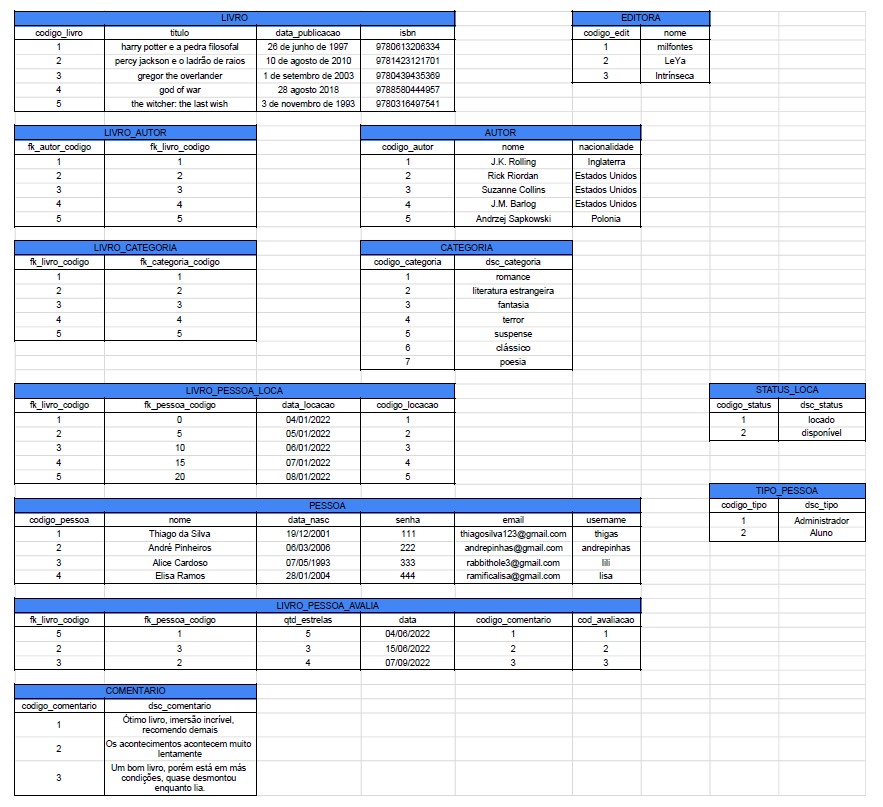 LIVRO EDITORA
codigo_livro titulo data_publicacao isbn codigo_edit nome
1 harry potter e a pedra filosofal 26 de junho de 1997 9780613206334 1 milfontes
2 percy jackson e o ladrão de raios 10 de agosto de 2010 9781423121701 2 LeYa
3 gregor the overlander 1 de setembro de 2003 9780439435369 3 Intrínseca
4 god of war 28 agosto 2018 9788580444957
5 the witcher: the last wish 3 de novembro de 1993 9780316497541
LIVRO_AUTOR AUTOR
fk_autor_codigo fk_livro_codigo codigo_autor nome nacionalidade
1 1 1 J.K. Rolling Inglaterra
2 2 2 Rick Riordan Estados Unidos
3 3 3 Suzanne Collins Estados Unidos
4 4 4 J.M. Barlog Estados Unidos
5 5 5 Andrzej Sapkowski Polonia
LIVRO_CATEGORIA CATEGORIA
fk_livro_codigo fk_categoria_codigo codigo_categoria dsc_categoria
1 1 1 romance
2 2 2 literatura estrangeira
3 3 3 fantasia
4 4 4 terror
5 5 5 suspense
6 clássico
7 poesia
LIVRO_PESSOA_LOCA STATUS_LOCA
fk_livro_codigo fk_pessoa_codigo data_locacao codigo_locacao codigo_status dsc_status
1 0 04/01/2022 1 1 locado
2 5 05/01/2022 2 2 disponível
3 10 06/01/2022 3
4 15 07/01/2022 4
5 20 08/01/2022 5
TIPO_PESSOA
PESSOA codigo_tipo dsc_tipo
codigo_pessoa nome data_nasc senha email username 1 Administrador
1 Thiago da Silva 19/12/2001 111 thiagosilva123@gmail.com thigas 2 Aluno
2 André Pinheiros 06/03/2006 222 andrepinhas@gmail.com andrepinhas
3 Alice Cardoso 07/05/1993 333 rabbithole3@gmail.com lili
4 Elisa Ramos 28/01/2004 444 ramificalisa@gmail.com lisa
LIVRO_PESSOA_AVALIA
fk_livro_codigo fk_pessoa_codigo qtd_estrelas data codigo_comentario cod_avaliacao
5 1 5 04/06/2022 1 1
2 3 3 15/06/2022 2 2
3 2 4 07/09/2022 3 3
COMENTARIO
codigo_comentario dsc_comentario
1 Ótimo livro, imersão incrível,
recomendo demais
2 Os acontecimentos acontecem muito
lentamente
3 Um bom livro, porém está em más
condições, quase desmontou
enquanto lia.